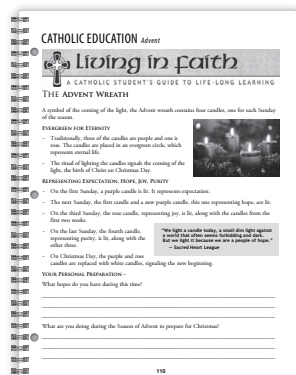 CATHOLIC EDUCATION Advent
Living in faith
A CATHOLIC STUDENT'S GUIDE TO LIFE-LONG LEARNING
THE ADVENT WREATH
A symbol of the coming of the light, the Advent wreath contains four candles, one for each Sunday
of the season.
EVERGREEN FOR ETERNITY
- Traditionally, three of the candles are purple and one is
rose. The candles are placed in an evergreen circle, which
represents eternal life.
- The ritual of lighting the candles signals the coming of the
light, the birth of Christ on Christmas Day.
REPRESENTING EXPECTATION, HOPE, JOY, PURITY
- On the first Sunday, a purple candle is lit. It represents expectation.
- The next Sunday, the first candle and a new purple candle, this one representing hope, are lit.
- On the third Sunday, the rose candle, representing joy, is lit, along with the candles from the
first two weeks.
- On the last Sunday, the fourth candle,
representing purity, is lit, along with the
other three.
- On Christmas Day, the purple and rose
candles are replaced with white candles, signaling the new beginning.
"We light a candle today, a small dim light against
a world that often seems forbidding and dark.
But we light it because we are a people of hope."
— Sacred Heart League
YOUR PERSONAL PREPARATION –
What hopes do you have during this time?
What are you doing during the Season of Advent to prepare for Christmas?
118